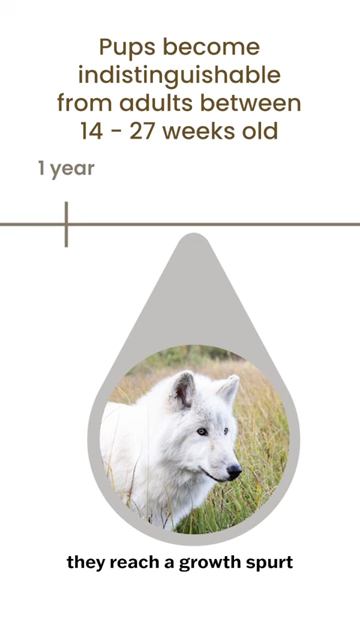 Pups become
indistinguishable
from adults between
14 - 27 weeks old
1 year
they reach a growth spurt